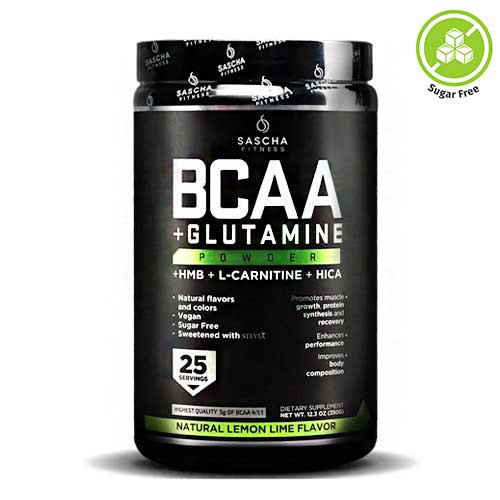 Sugar Free
SASCHA
FITNESS
SASCHA
FITNESS
BCAA
+GLUTAMINE
POWDER
+HMB + L-CARNITINE + HICA
• Natural flavors
and colors
• Vegan
• Sugar Free
• Sweetened with STEVIA
Promotes muscle •
growth, protein
synthesis and
recovery
Enhances •
performance
Improves •
body
composition
25
SERVINGS
HIGHEST QUALITY 5g OF BCAA 4:1:1
DIETARY SUPPLEMENT
NET WT. 12.3 OZ (350G)
NATURAL LEMON LIME FLAVOR